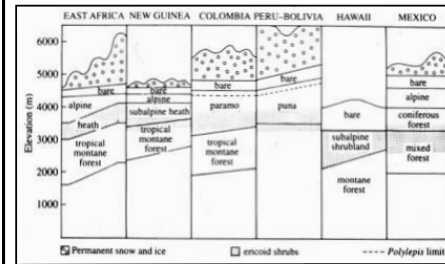 EAST AFRICA NEW GUINEA COLOMBIA PERU–BOLIVIA HAWAII MEXICO
Elevation (m)
6000
5000
4000
3000
2000
1000
bare
alpine
heath
tropical
montane
forest
bare
alpine
subalpine heath
tropical
montane
forest
bare
paramo
tropical
montane
forest
bare
puna
bare
subalpine
shrubland
montane
forest
bare
alpine
coniferous
forest
mixed
forest
Permanent snow and ice ericoid shrubs Polylepis limit